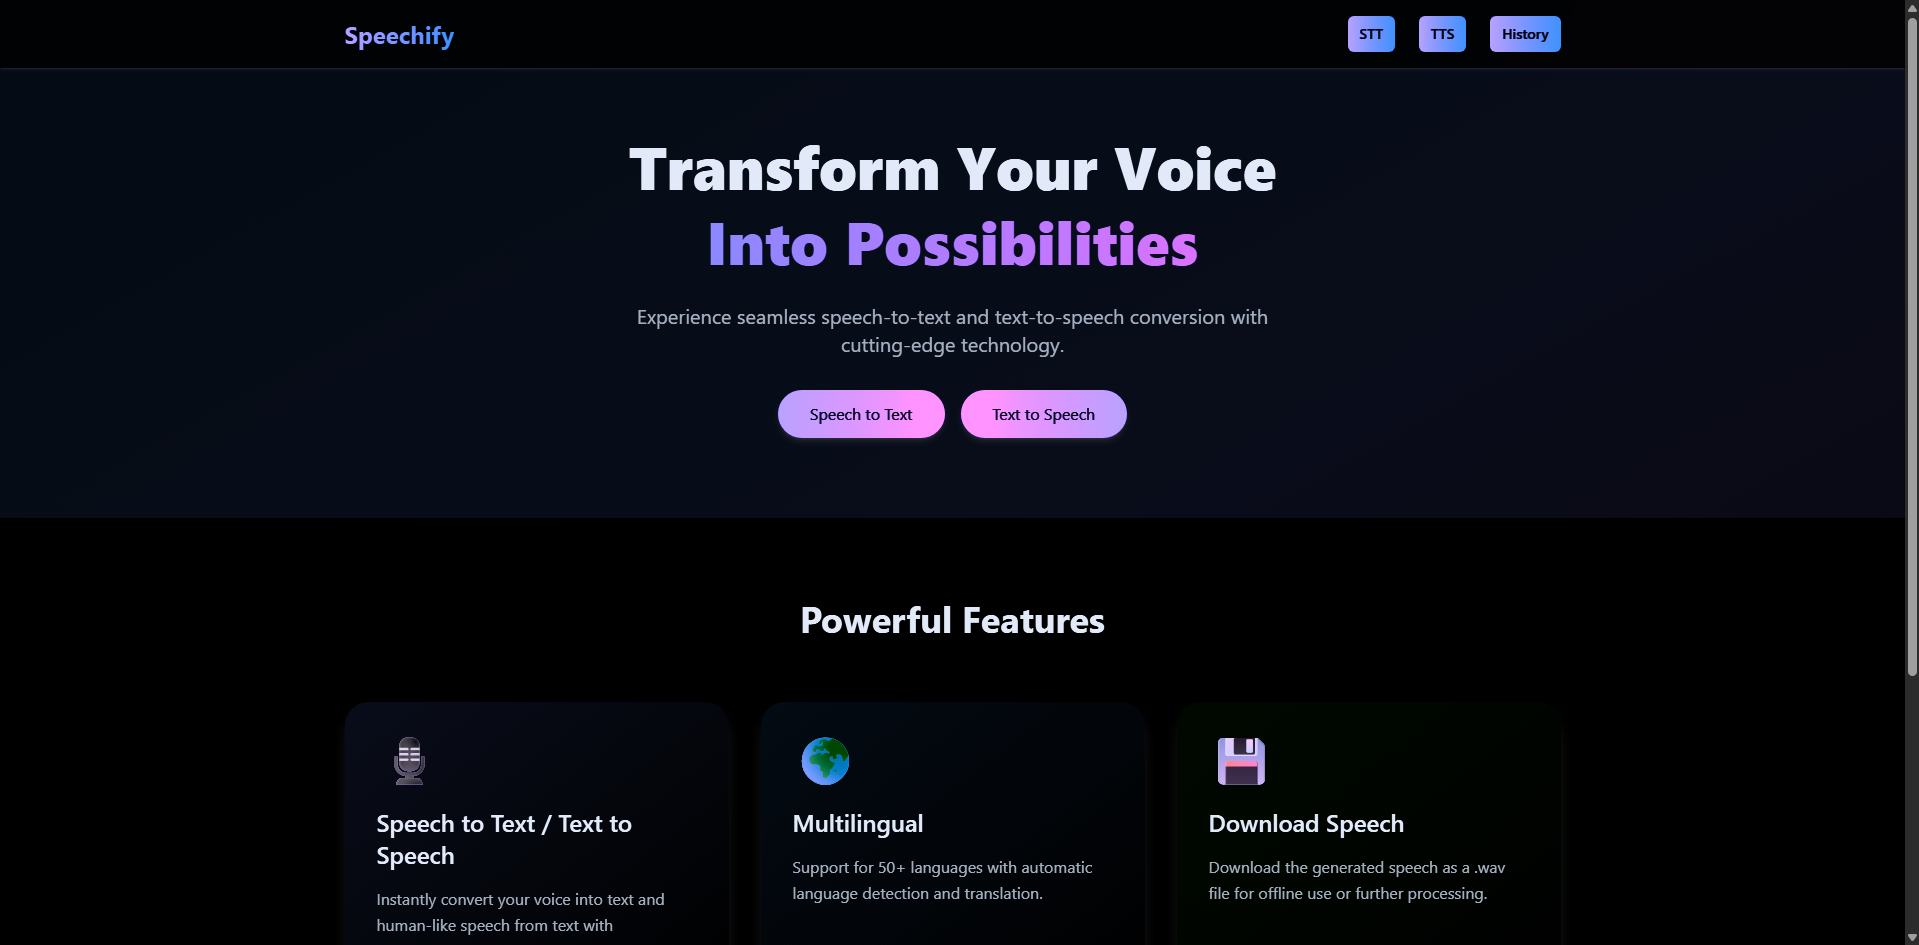 Speechify
STT
TTS
History
Transform Your Voice
Into Possibilities
Experience seamless speech-to-text and text-to-speech conversion with
cutting-edge technology.
Speech to Text
Text to Speech
Powerful Features
Speech to Text / Text to
Speech
Instantly convert your voice into text and
human-like speech from text with
Multilingual
Support for 50+ languages with automatic
language detection and translation.
Download Speech
Download the generated speech as a .wav
file for offline use or further processing.